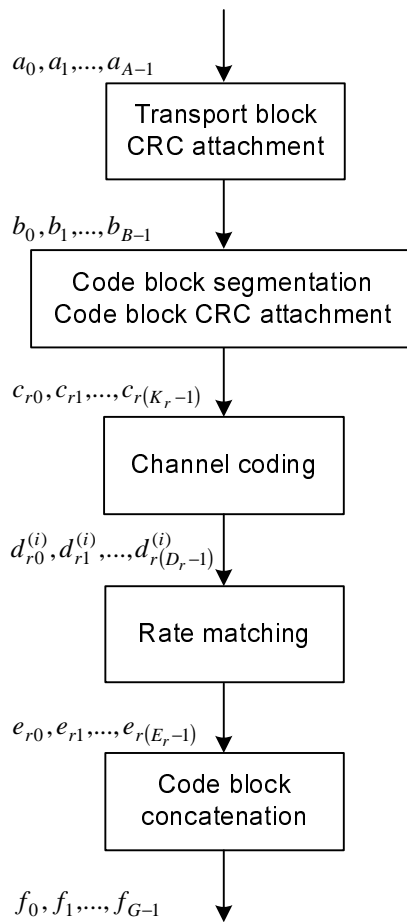 a_0, a_1,..., a_{A-1}
Transport block
CRC attachment
b_0, b_1,..., b_{B-1}
Code block segmentation
Code block CRC attachment
c_{r0}, c_{r1},..., c_{r(K_r-1)}
Channel coding
d_{r0}^{(i)}, d_{r1}^{(i)},..., d_{r(D_r-1)}^{(i)}
Rate matching
e_{r0}, e_{r1},..., e_{r(E_r-1)}
Code block
concatenation
f_0, f_1,..., f_{G-1}